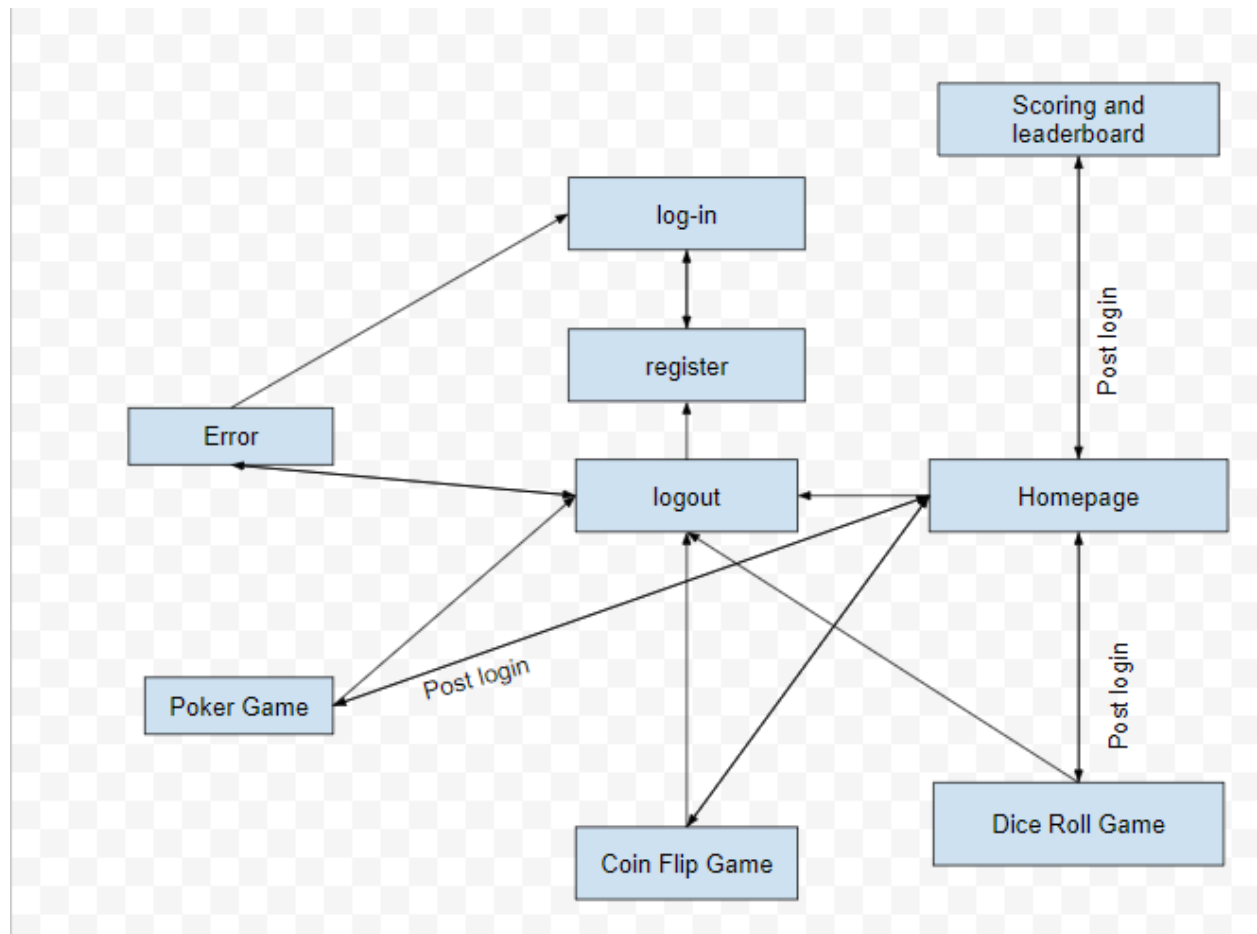 Scoring and
leaderboard
log-in
Post login
register
Error
logout
Homepage
Post login
Post login
Poker Game
Dice Roll Game
Coin Flip Game